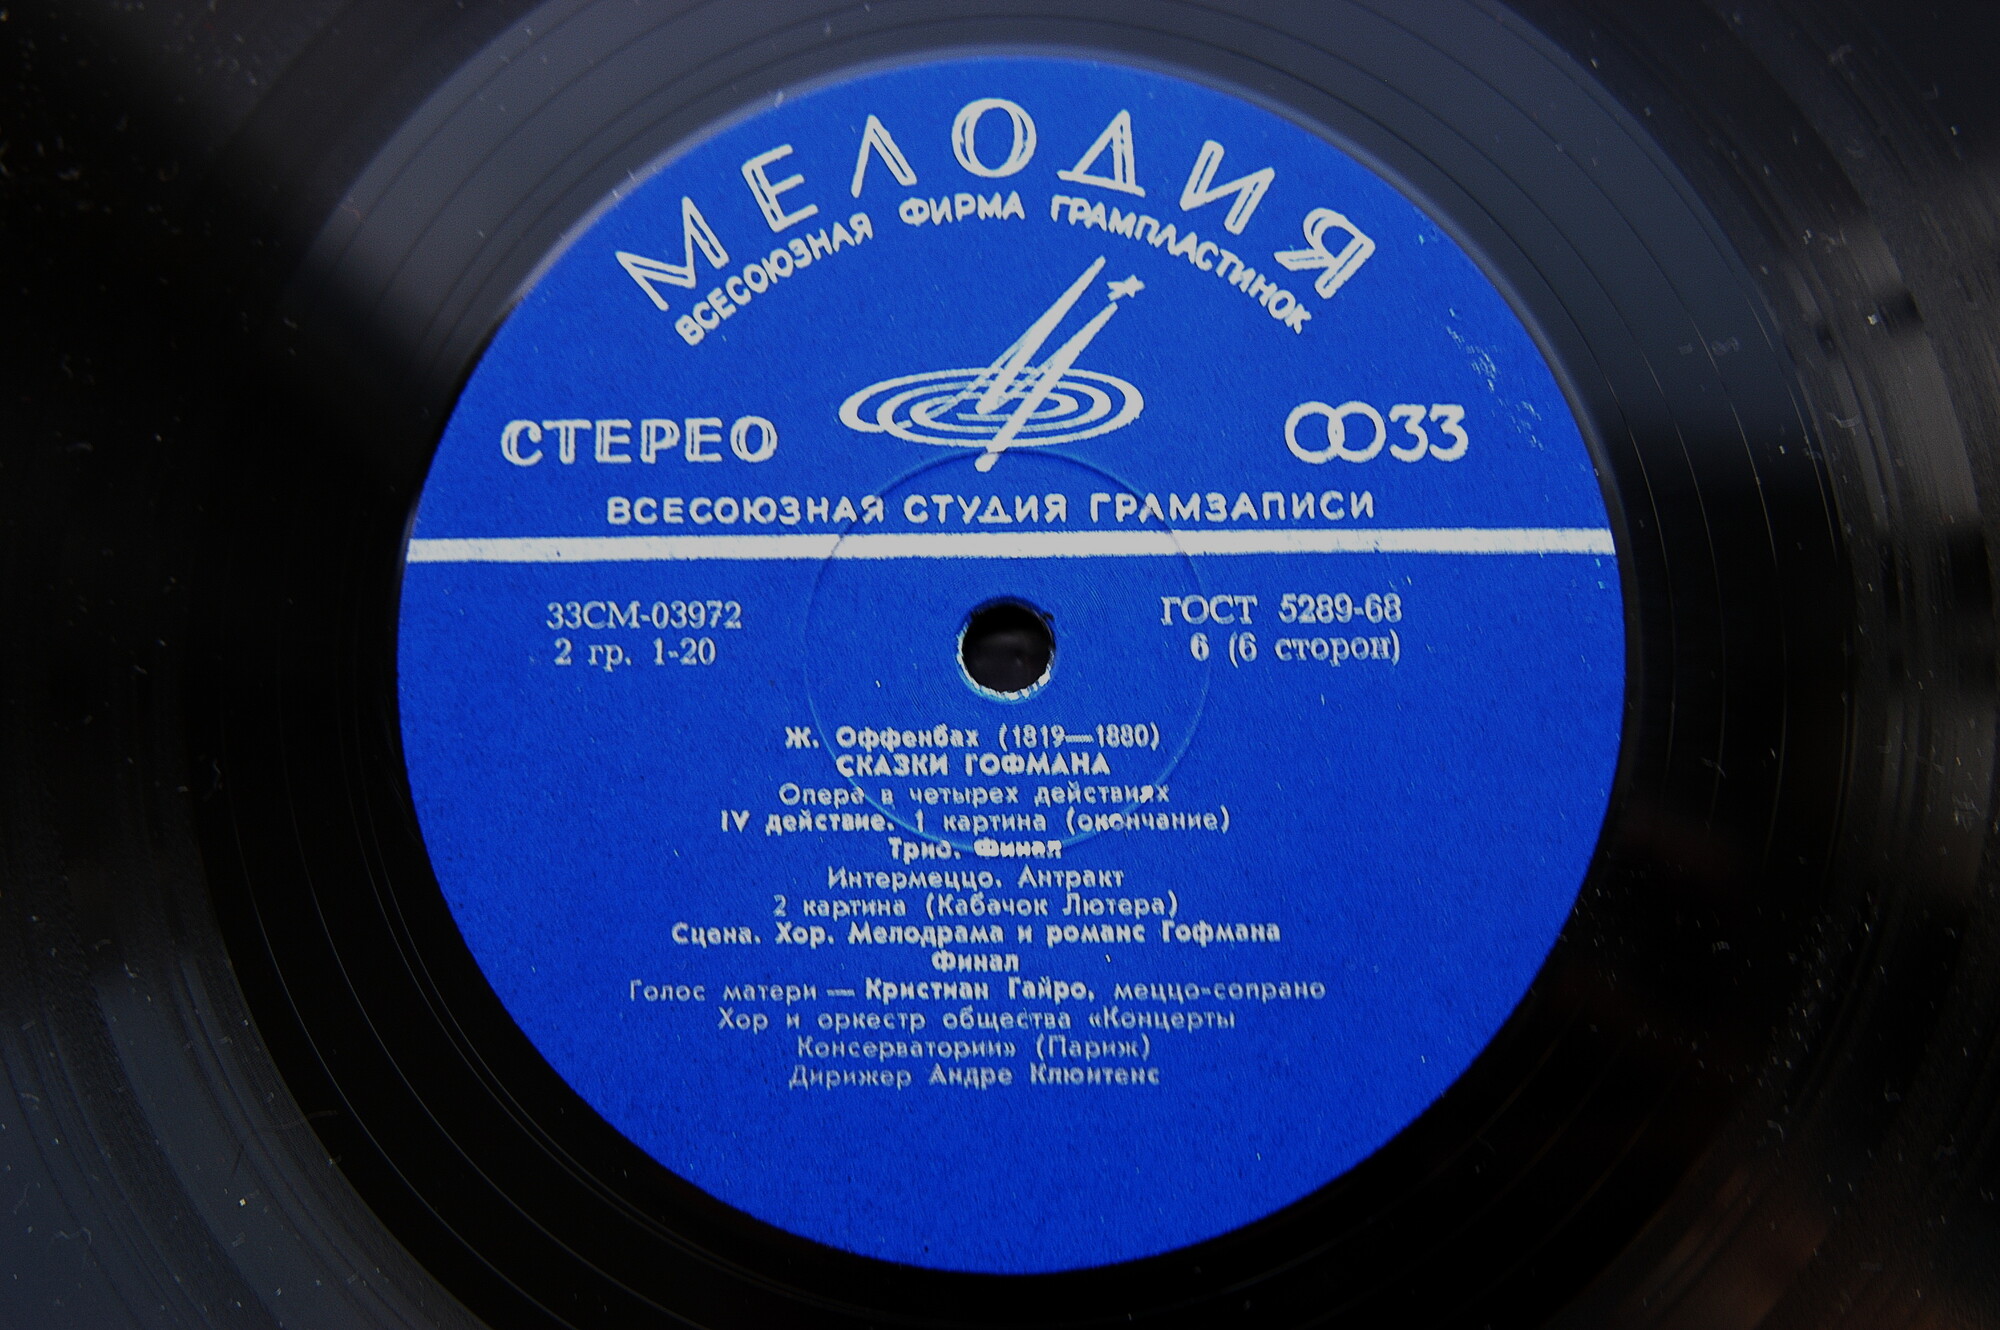 МЕЛОДИЯ
ВСЕСОЮЗНАЯ ФИРМА ГРАМПЛАСТИНОК
СТЕРЕО
33
ВСЕСОЮЗНАЯ СТУДИЯ ГРАМЗАПИСИ
33СМ-03972
ГОСТ 5289-68
2 гр. 1-20
6 (6 сторон)
Ж. Оффенбах (1819—1880)
СКАЗКИ ГОФМАНА
Опера в четырех действиях
IV действие. 1 картина (окончание)
Трио. Финал
Интермеццо. Антракт
2 картина (Кабачок Лютера)
Сцена. Хор. Мелодрама и романс Гофмана
Финал
Голос матери — Кристиан Гайро, меццо-сопрано
Хор и оркестр общества «Концерты
Консерватории» (Париж)
Дирижер Андре Клюитенс